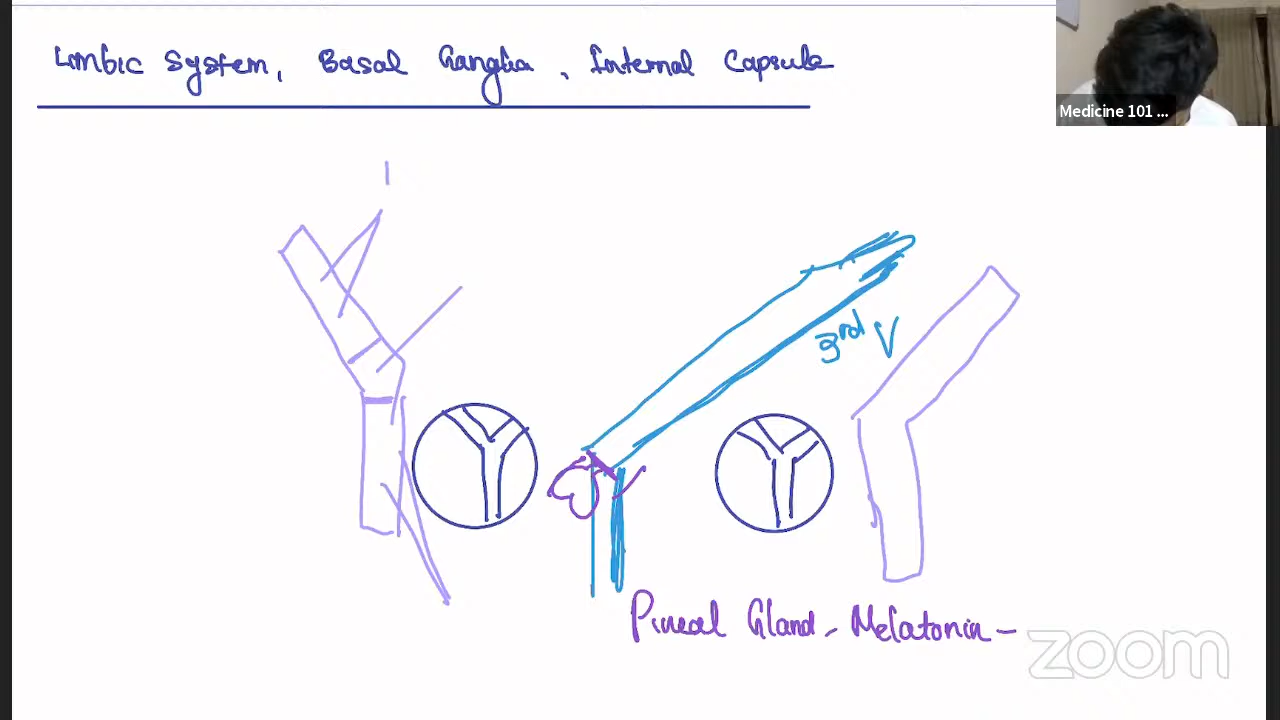 Limbic System, Basal Ganglia, Internal Capsule
Medicine 101 ...
3rd V
Pineal Gland - Melatonin -
zoom